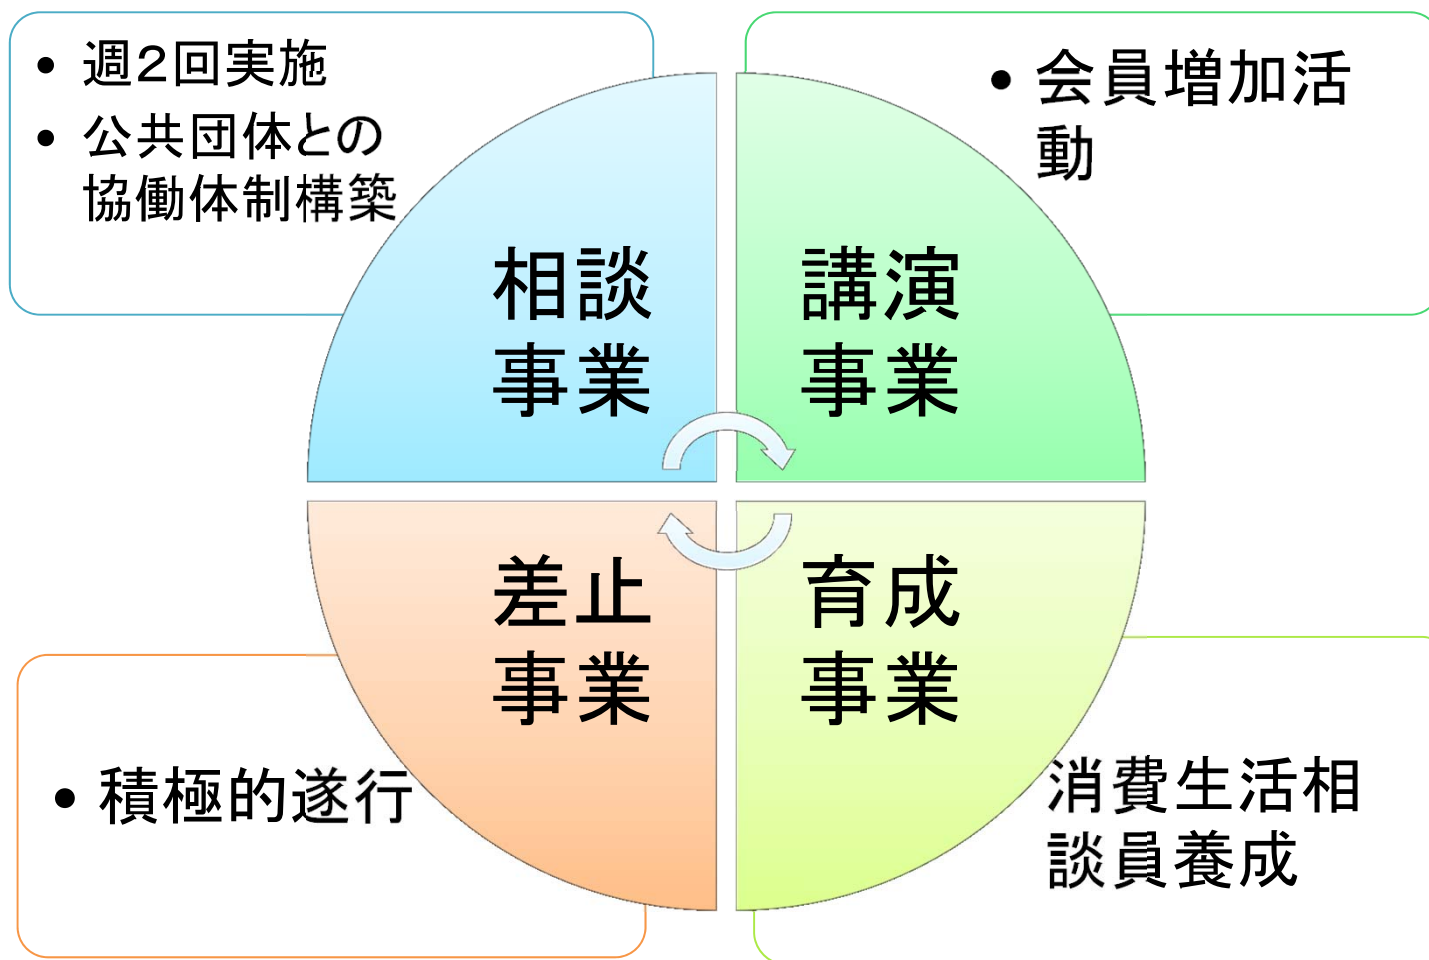 • 週２回実施
• 公共団体との
協働体制構築
• 会員増加活
動
相談
事業
講演
事業
差止
事業
育成
事業
• 積極的遂行
消費生活相
談員養成